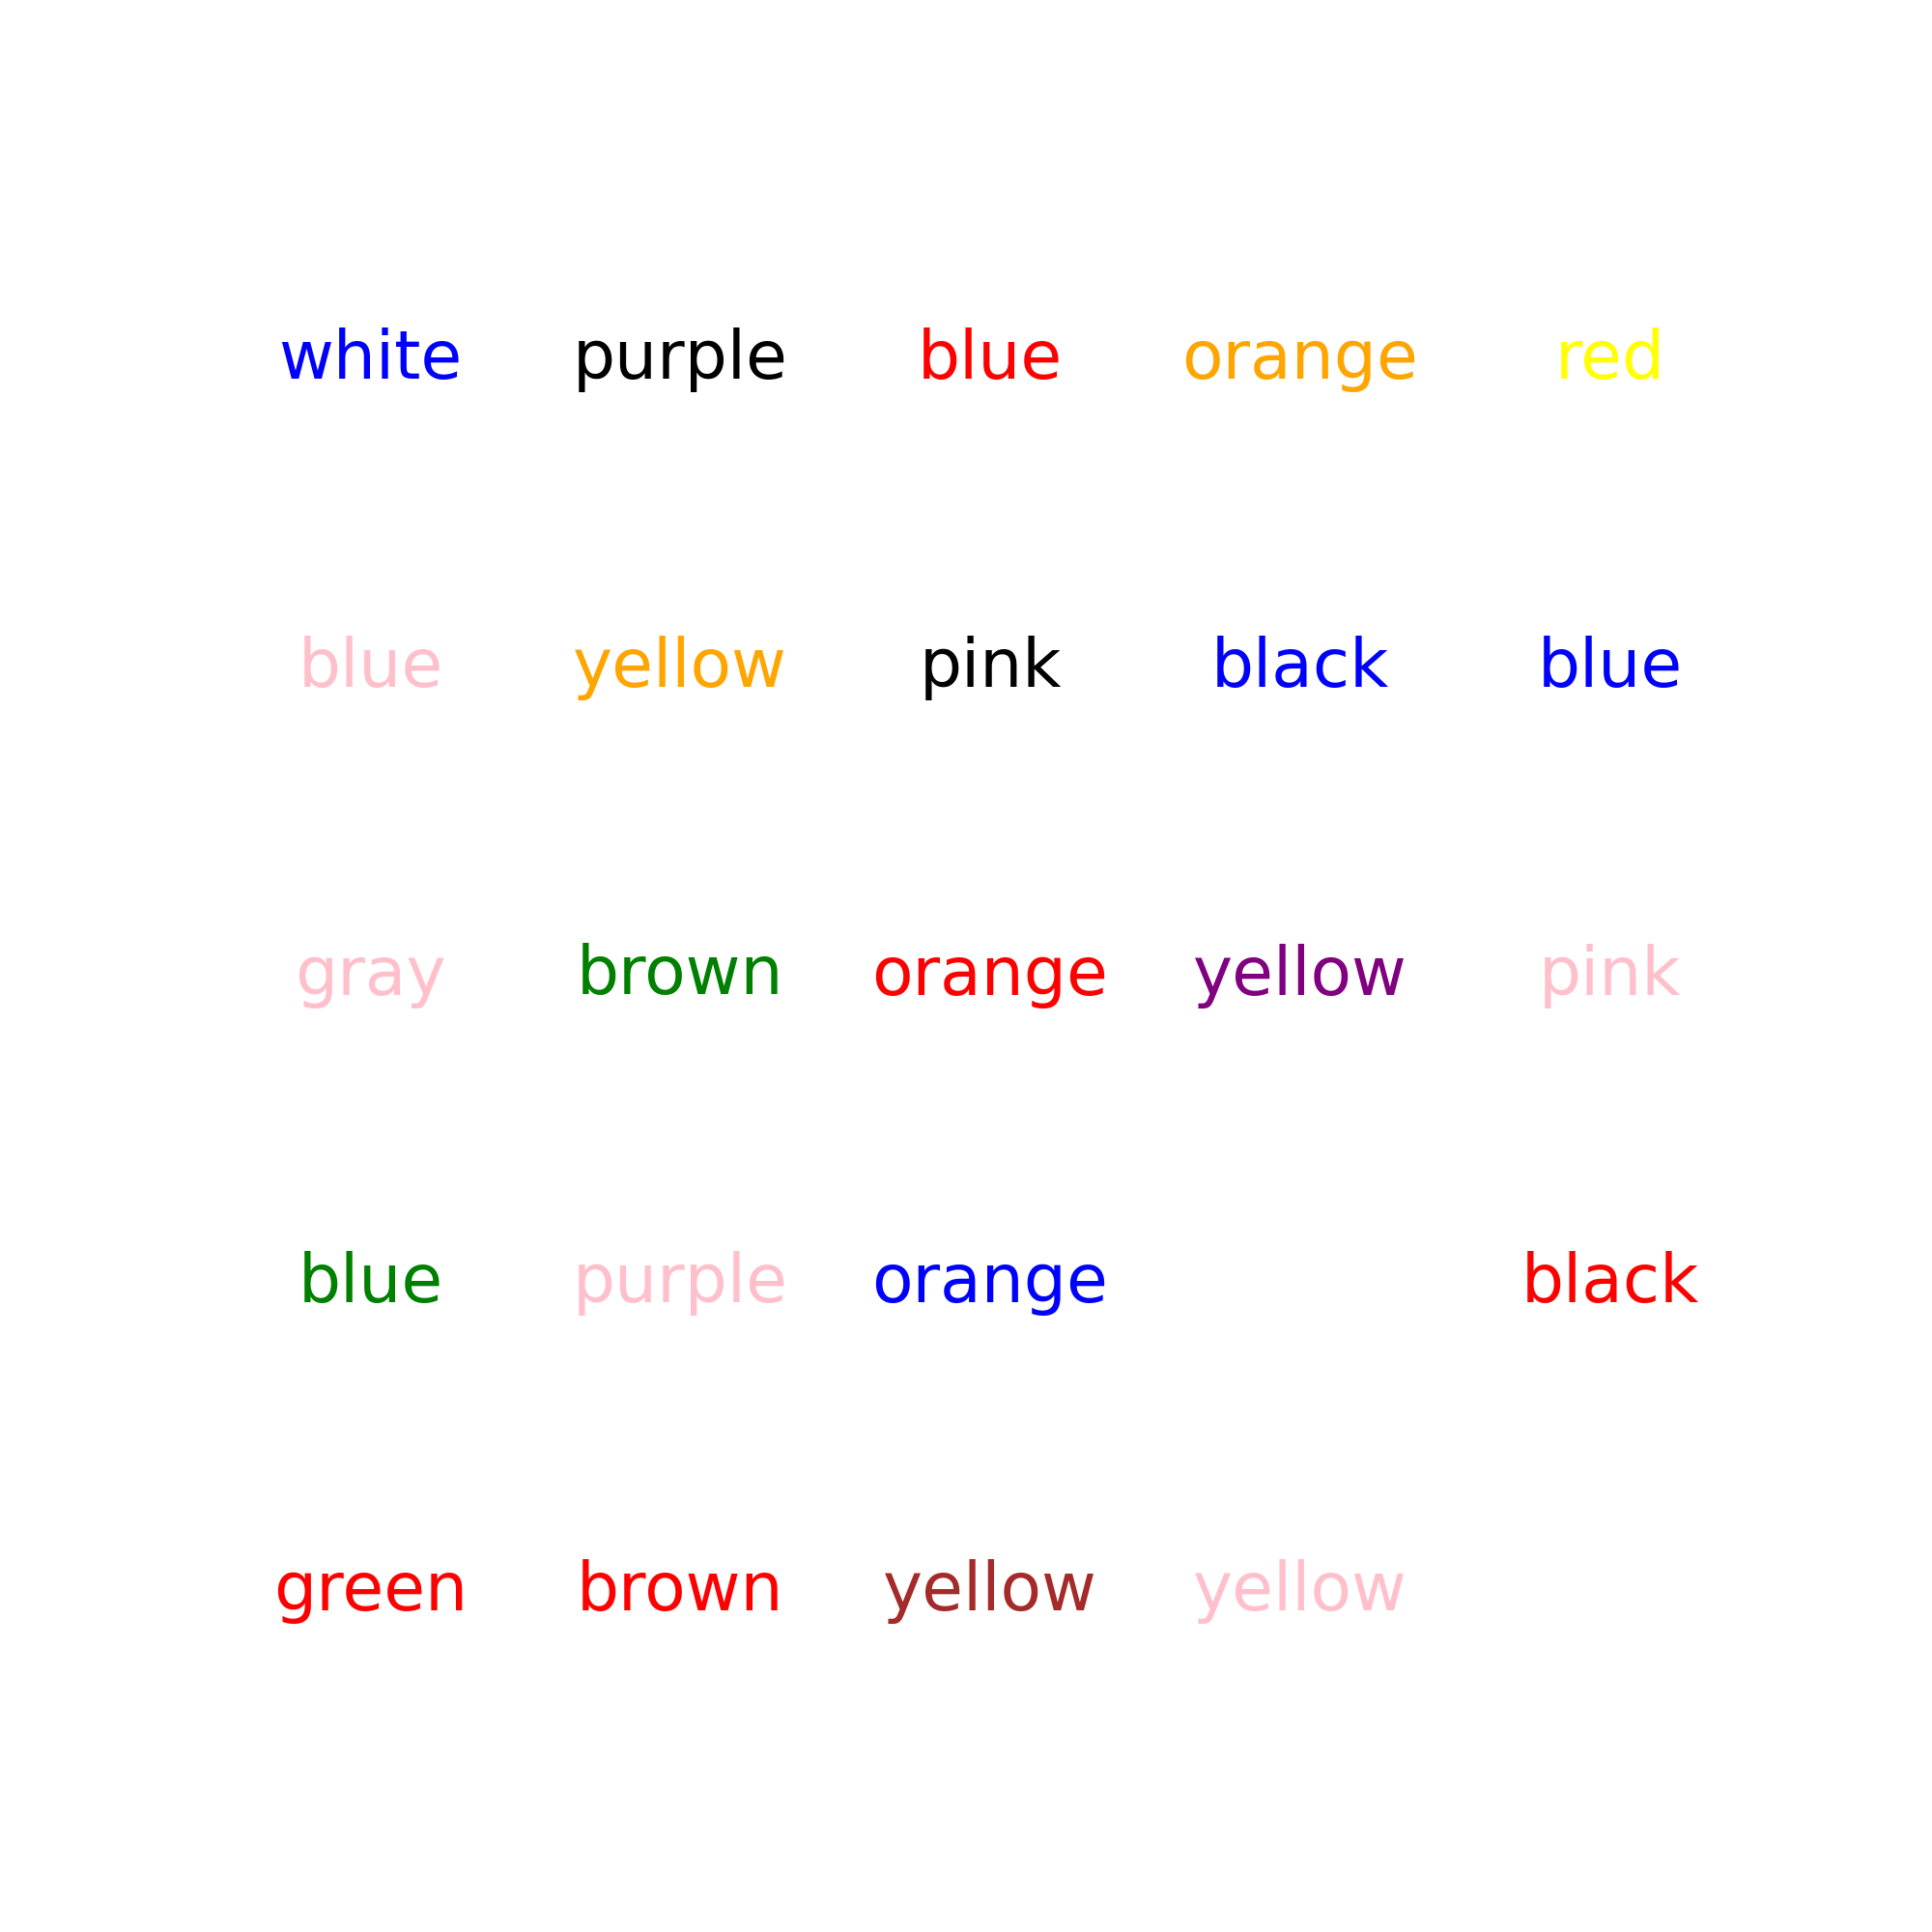 white purple blue orange red
blue yellow pink black blue
gray brown orange yellow pink
blue purple orange black
green brown yellow yellow